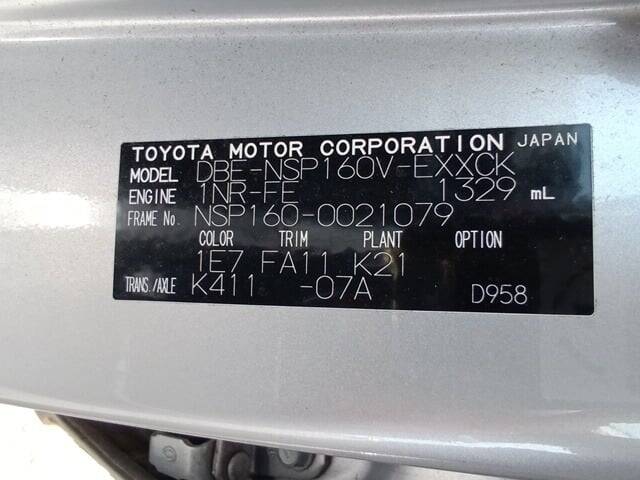 TOYOTA MOTOR CORPORATION JAPAN
MODEL DBE-NSP160V-EXXCK
ENGINE 1NR-FE 1329 mL
FRAME No. NSP160-0021079
COLOR TRIM PLANT OPTION
1E7 FA11 K21
TRANS./AXLE K411 -07A D958